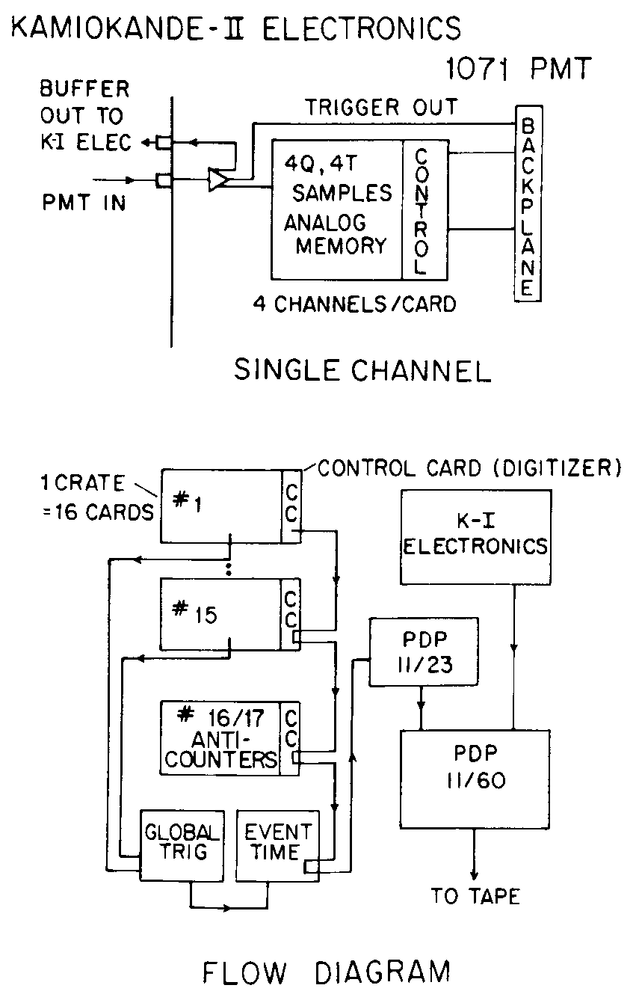 KAMIOKANDE-II ELECTRONICS
1071 PMT
BUFFER
OUT TO
K-I ELEC
PMT IN
TRIGGER OUT
4Q, 4T
SAMPLES
ANALOG
MEMORY
CONTROL
BACKPLANE
4 CHANNELS/CARD
SINGLE CHANNEL
1 CRATE
=16 CARDS
CONTROL CARD (DIGITIZER)
#1
CC
K-I
ELECTRONICS
#15
CC
PDP
11/23
# 16/17
ANTI-
COUNTERS
CC
PDP
11/60
GLOBAL
TRIG
EVENT
TIME
TO TAPE
FLOW DIAGRAM